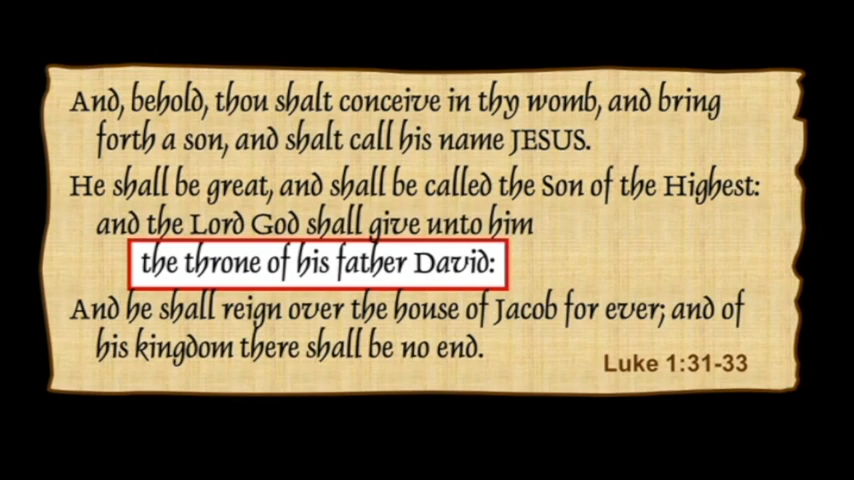 And, behold, thou shalt conceive in thy womb, and bring
forth a son, and shalt call his name JESUS.
He shall be great, and shall be called the Son of the Highest:
and the Lord God shall give unto him
the throne of his father David:
And he shall reign over the house of Jacob for ever; and of
his kingdom there shall be no end.
Luke 1:31-33